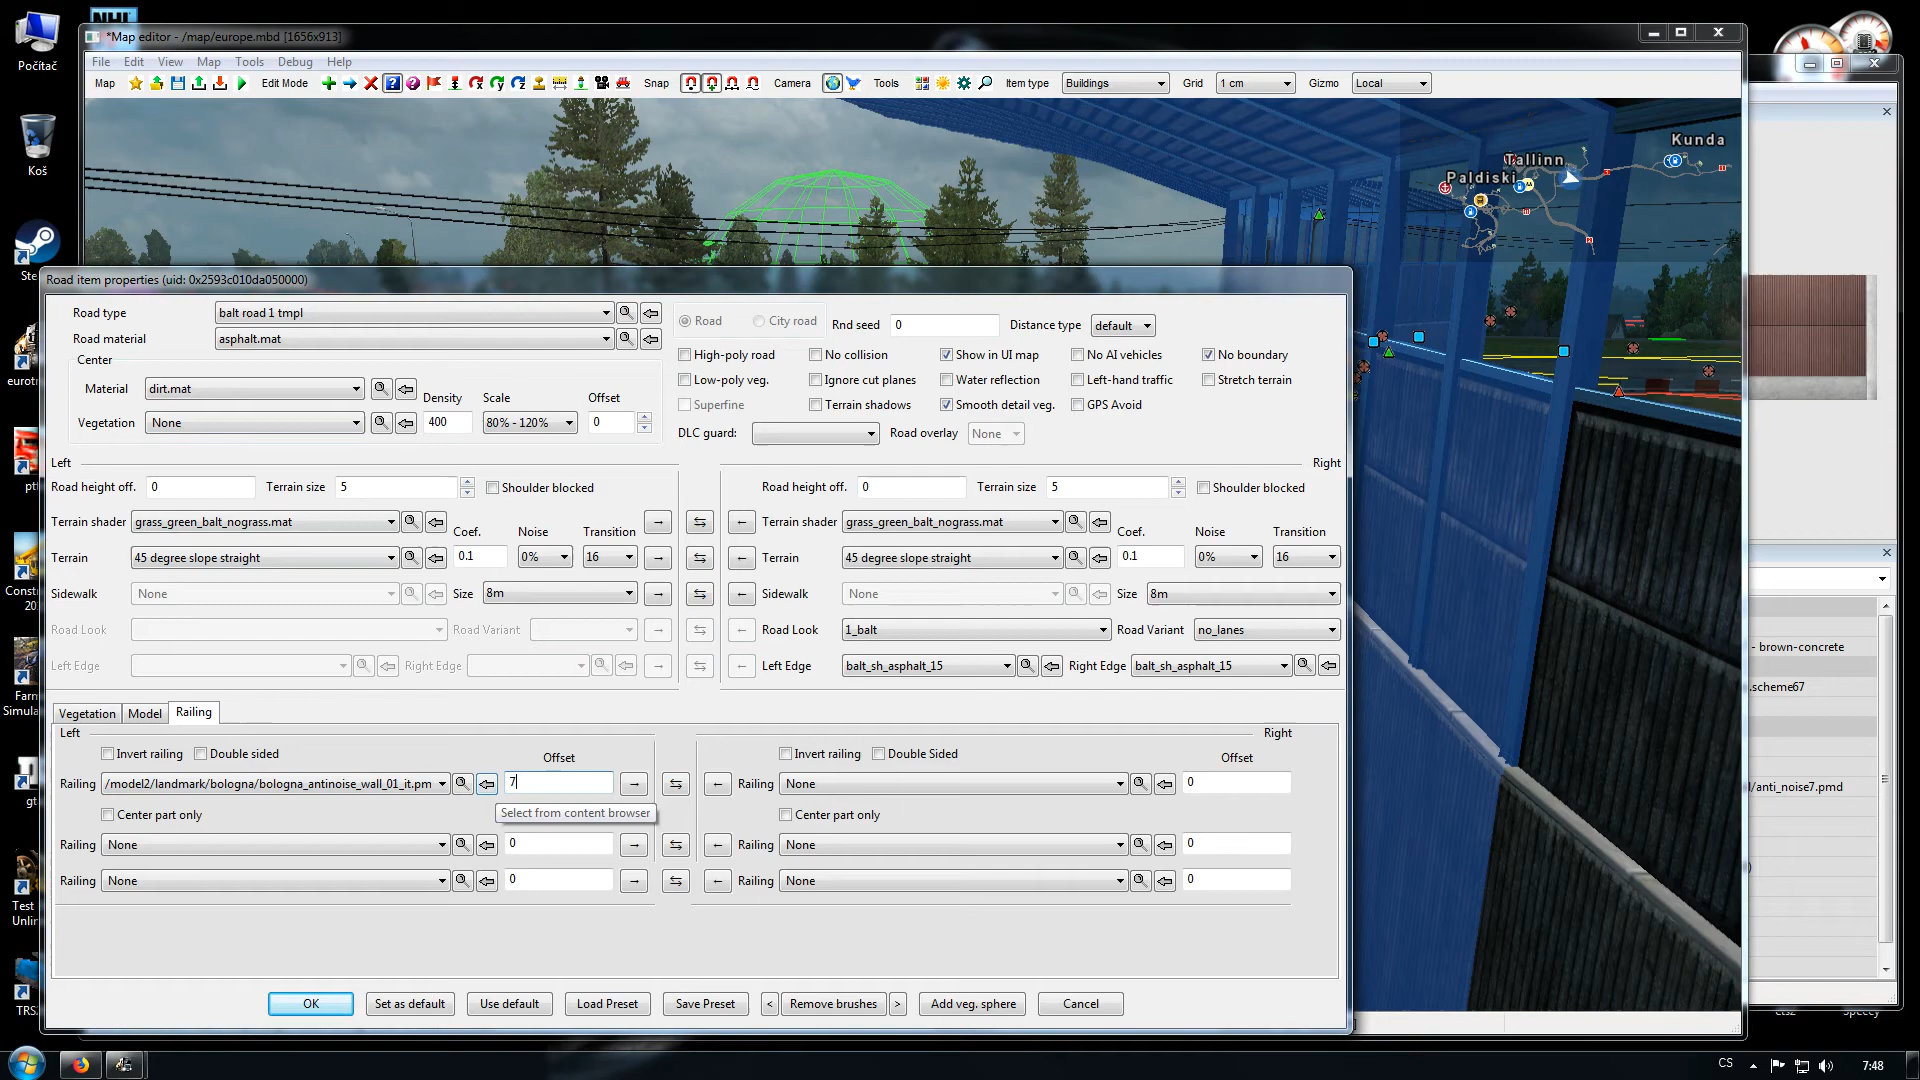 NHL
Počítač
*Map editor - /map/europe.mbd [1656x913]
File Edit View Map Tools Debug Help
Map Edit Mode Snap Camera Tools Item type Buildings Grid 1 cm Gizmo Local
Koš
Kunda
Tallinn
Paldiski
Ste
Road item properties (uid: 0x2593c010da050000)
Road type balt road 1 tmpl
Road City road Rnd seed 0 Distance type default
Road material asphalt.mat
Center
High-poly road No collision Show in UI map No AI vehicles No boundary
Material dirt.mat
Density Scale Offset
Low-poly veg. Ignore cut planes Water reflection Left-hand traffic Stretch terrain
Vegetation None 400 80% - 120% 0
Superfine Terrain shadows Smooth detail veg. GPS Avoid
DLC guard: Road overlay None
Left
Right
Road height off. 0 Terrain size 5 Shoulder blocked
Road height off. 0 Terrain size 5 Shoulder blocked
Terrain shader grass_green_balt_nograss.mat Coef. Noise Transition →
← Terrain shader grass_green_balt_nograss.mat Coef. Noise Transition
Terrain 45 degree slope straight 0.1 0% 16 →
← Terrain 45 degree slope straight 0.1 0% 16
Sidewalk None Size 8m →
← Sidewalk None Size 8m
Road Look Road Variant →
← Road Look 1_balt Road Variant no_lanes
Left Edge Right Edge →
← Left Edge balt_sh_asphalt_15 Right Edge balt_sh_asphalt_15
Vegetation Model Railing
Left
Right
Invert railing Double sided Offset
Invert railing Double Sided Offset
Railing /model2/landmark/bologna/bologna_antinoise_wall_01_it.pm 7 →
← Railing None 0
Select from content browser
Center part only
Center part only
Railing None 0 →
← Railing None 0
Railing None 0 →
← Railing None 0
OK Set as default Use default Load Preset Save Preset < Remove brushes > Add veg. sphere Cancel
- brown-concrete
.scheme67
/anti_noise7.pmd
eurotr
ptt
Constr
20
Farm
Simula
gt
Test
Unlin
TRS
CS 7:48